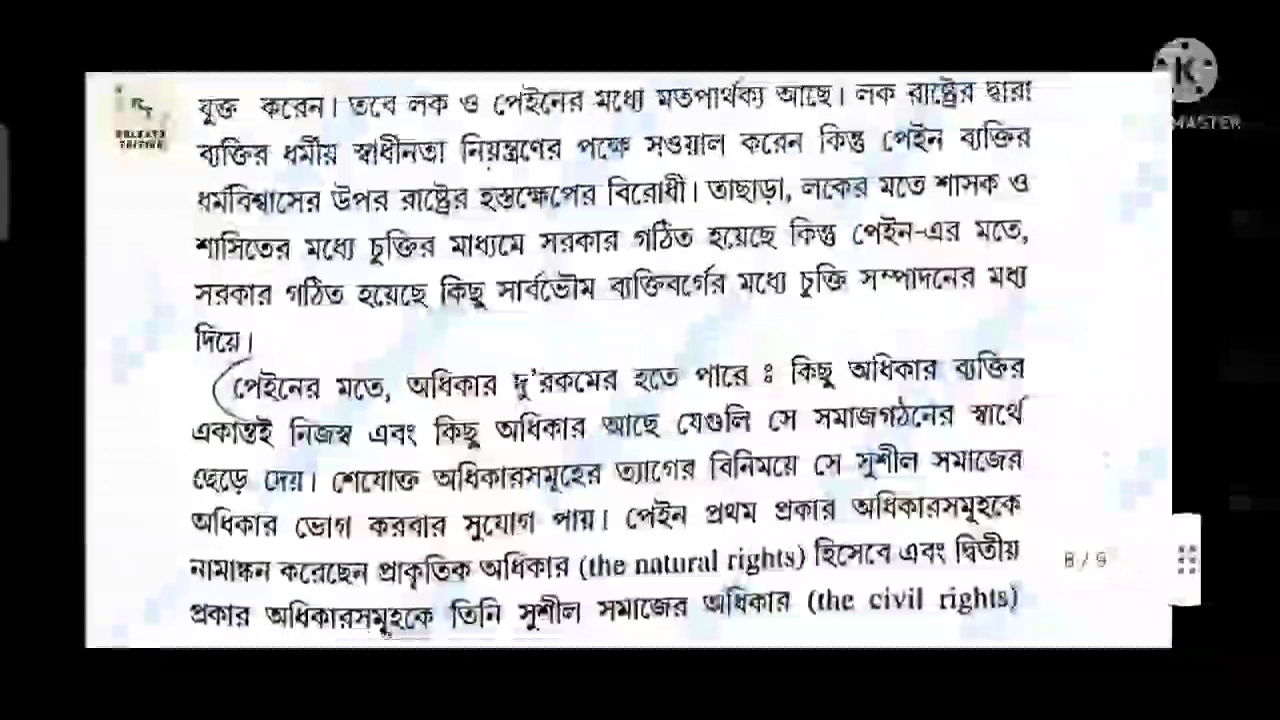 যুক্ত করেন। তবে লক ও পেইনের মধ্যে মতপার্থক্য আছে। লক রাষ্ট্রের দ্বারা
ব্যক্তির ধর্মীয় স্বাধীনতা নিয়ন্ত্রণের পক্ষে সওয়াল করেন কিন্তু পেইন ব্যক্তির
ধর্মবিশ্বাসের উপর রাষ্ট্রের হস্তক্ষেপের বিরোধী। তাছাড়া, লকের মতে শাসক ও
শাসিতের মধ্যে চুক্তির মাধ্যমে সরকার গঠিত হয়েছে কিন্তু পেইন-এর মতে,
সরকার গঠিত হয়েছে কিছু সার্বভৌম ব্যক্তিবর্গের মধ্যে চুক্তি সম্পাদনের মধ্য
দিয়ে।
পেইনের মতে, অধিকার দু'রকমের হতে পারে : কিছু অধিকার ব্যক্তির
একান্তই নিজস্ব এবং কিছু অধিকার আছে যেগুলি সে সমাজগঠনের স্বার্থে
ছেড়ে দেয়। শেষোক্ত অধিকারসমূহের ত্যাগের বিনিময়ে সে সুশীল সমাজের
অধিকার ভোগ করবার সুযোগ পায়। পেইন প্রথম প্রকার অধিকারসমূহকে
নামাঙ্কন করেছেন প্রাকৃতিক অধিকার (the natural rights) হিসেবে এবং দ্বিতীয়
প্রকার অধিকারসমূহকে তিনি সুশীল সমাজের অধিকার (the civil rights)
8 / 9
K
MASTER